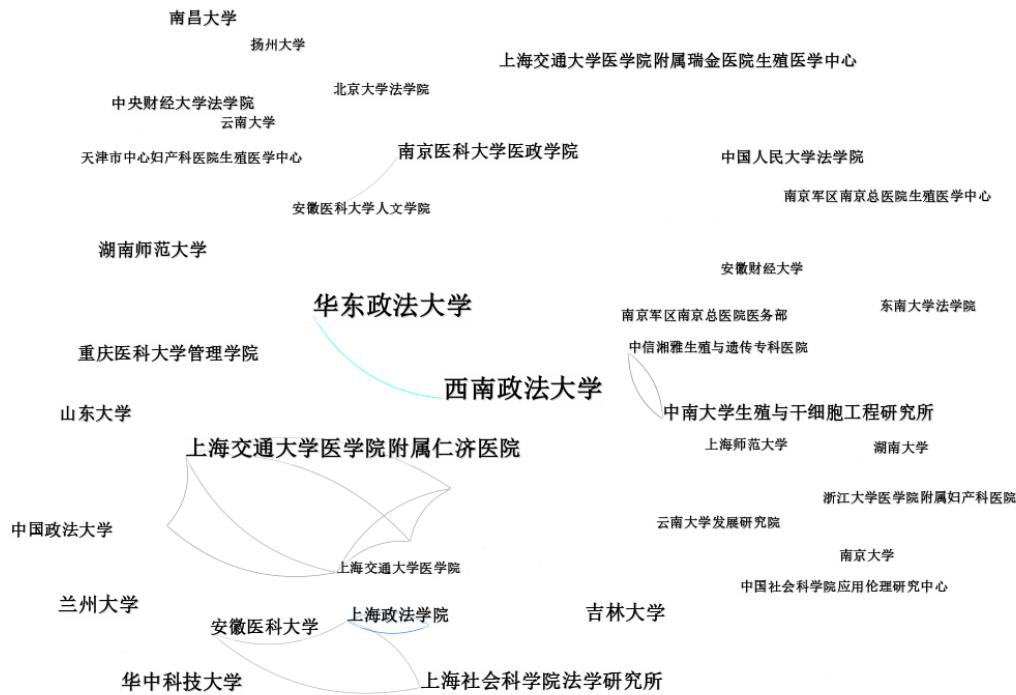 南昌大学
扬州大学
上海交通大学医学院附属瑞金医院生殖医学中心
北京大学法学院
中央财经大学法学院
云南大学
南京医科大学医政学院
天津市中心妇产科医院生殖医学中心
中国人民大学法学院
南京军区南京总医院生殖医学中心
安徽医科大学人文学院
湖南师范大学
安徽财经大学
华东政法大学
东南大学法学院
南京军区南京总医院医务部
中信湘雅生殖与遗传专科医院
重庆医科大学管理学院
西南政法大学
山东大学
中南大学生殖与干细胞工程研究所
上海交通大学医学院附属仁济医院
上海师范大学
湖南大学
浙江大学医学院附属妇产科医院
云南大学发展研究院
中国政法大学
南京大学
上海交通大学医学院
中国社会科学院应用伦理研究中心
兰州大学
上海政法学院
吉林大学
安徽医科大学
华中科技大学
上海社会科学院法学研究所